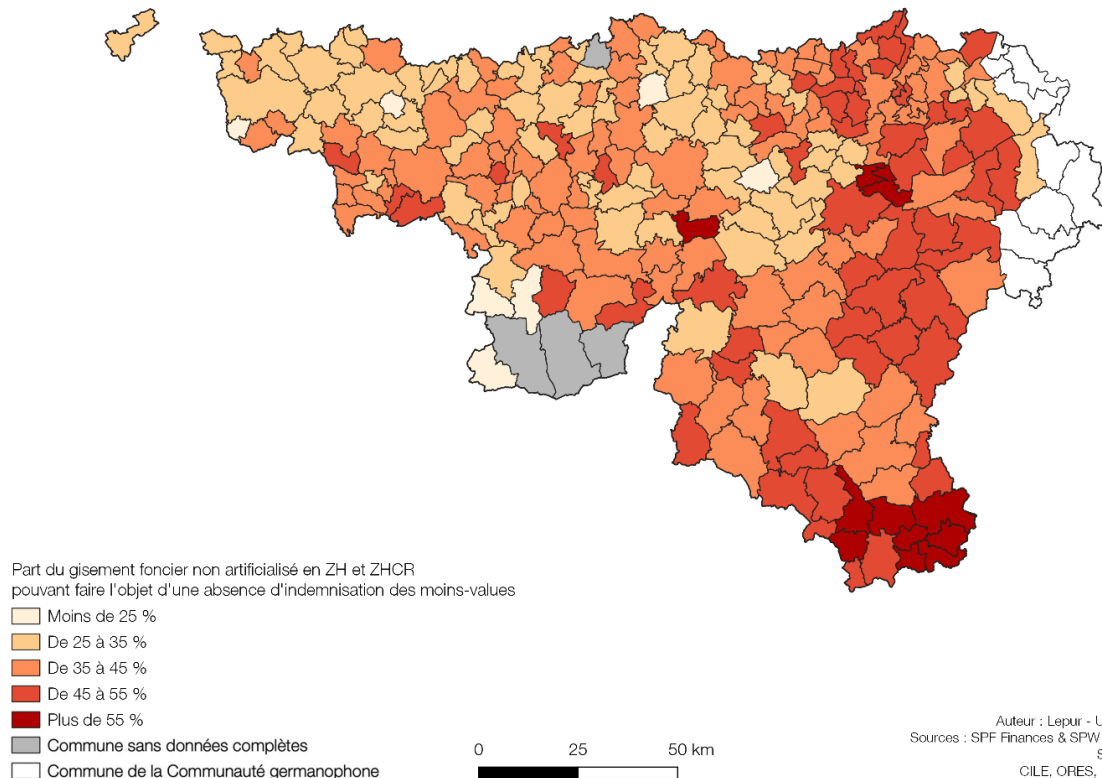 Part du gisement foncier non artificialisé en ZH et ZHCR
pouvant faire l'objet d'une absence d'indemnisation des moins-values
Moins de 25 %
De 25 à 35 %
De 35 à 45 %
De 45 à 55 %
Plus de 55 %
Commune sans données complètes
Commune de la Communauté germanophone
0 25 50 km
Auteur : Lepur - U
Sources : SPF Finances & SPW
S
CILE, ORES,